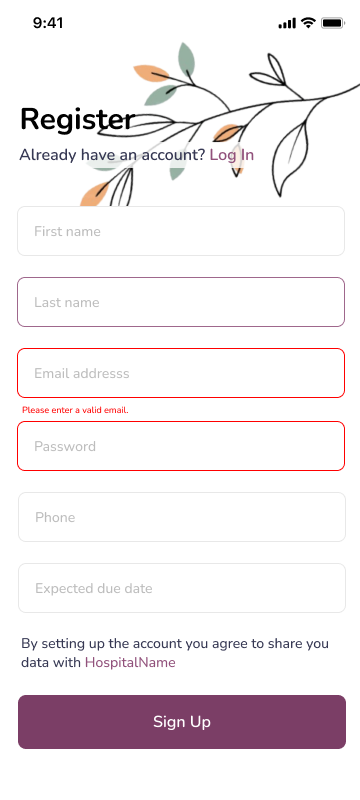 9:41
Register
Already have an account? Log In
First name
Last name
Email addresss
Please enter a valid email.
Password
Phone
Expected due date
By setting up the account you agree to share you
data with HospitalName
Sign Up